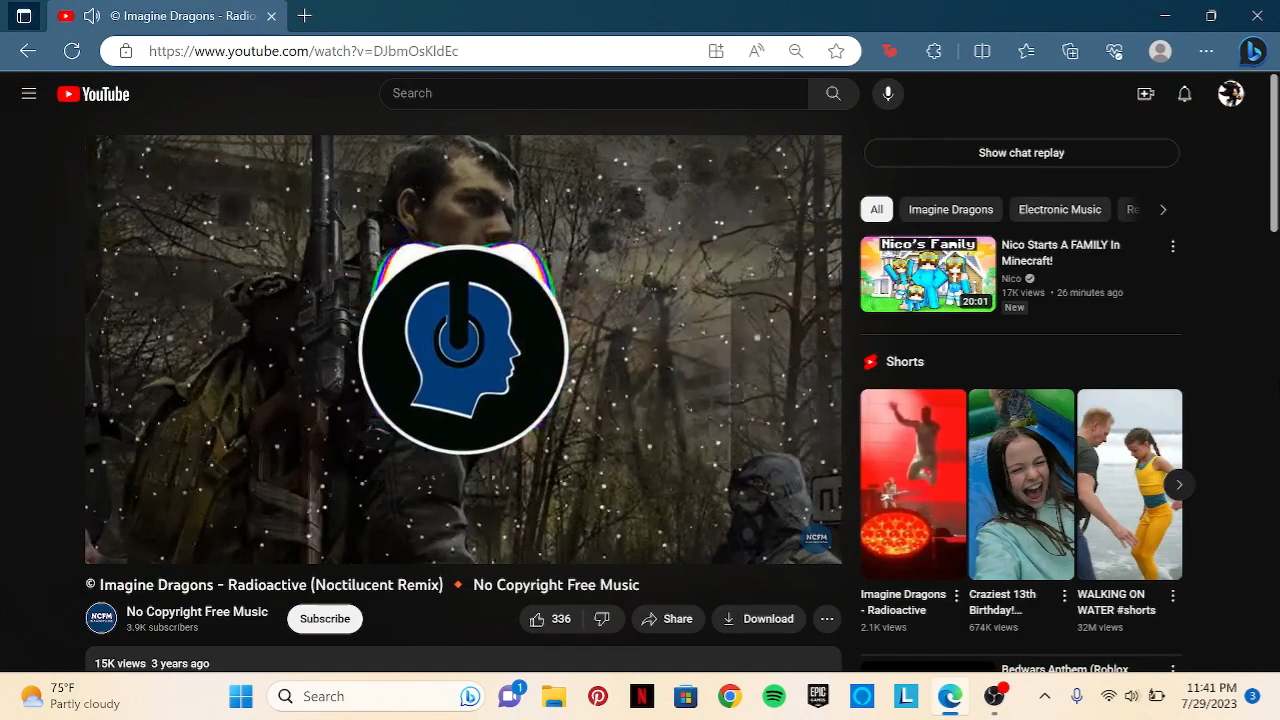 © Imagine Dragons - Radio
https://www.youtube.com/watch?v=DJbmOsKldEc
YouTube
Search
Show chat replay
All
Imagine Dragons
Electronic Music
Re
Nico's Family
20:01
Nico Starts A FAMILY In
Minecraft!
Nico
17K views • 26 minutes ago
New
Shorts
Imagine Dragons
- Radioactive
2.1K views
Craziest 13th
Birthday!...
674K views
WALKING ON
WATER #shorts
32M views
Bedwars Anthem (Roblox
NCFM
© Imagine Dragons - Radioactive (Noctilucent Remix) 🔸 No Copyright Free Music
NCFM
No Copyright Free Music
3.9K subscribers
Subscribe
336
Share
Download
15K views 3 years ago
75°F
Partly cloudy
Search
1
N
EPIC
GAMES
L
11:41 PM
7/29/2023
3